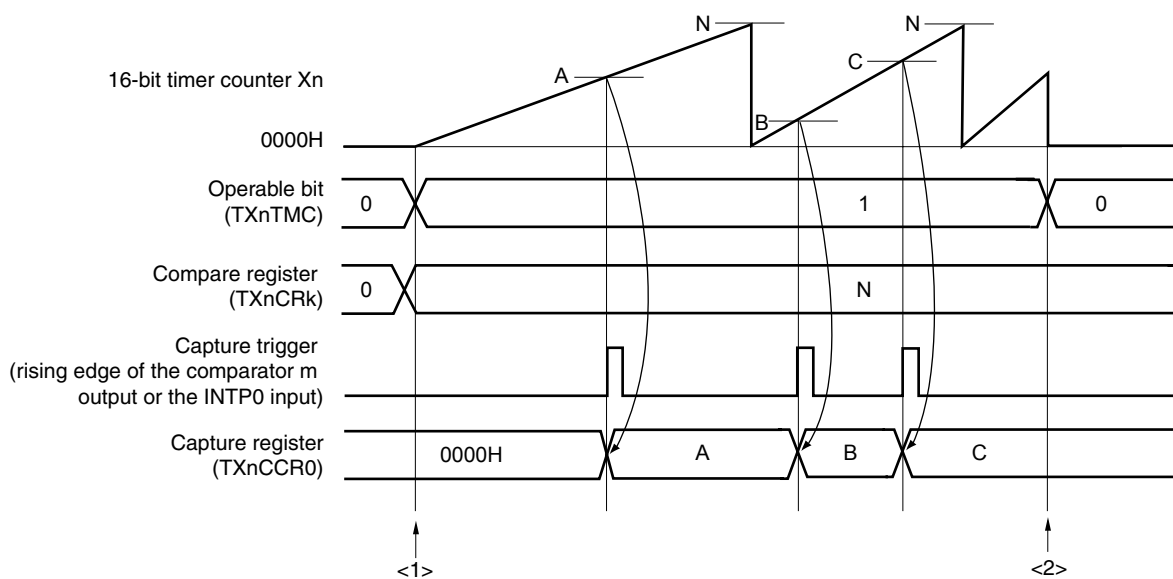 N
N
A
C
16-bit timer counter Xn
B
0000H
Operable bit
(TXnTMC)
0
1
0
Compare register
(TXnCRk)
0
N
Capture trigger
(rising edge of the comparator m
output or the INTP0 input)
Capture register
(TXnCCR0)
0000H
A
B
C
<1>
<2>